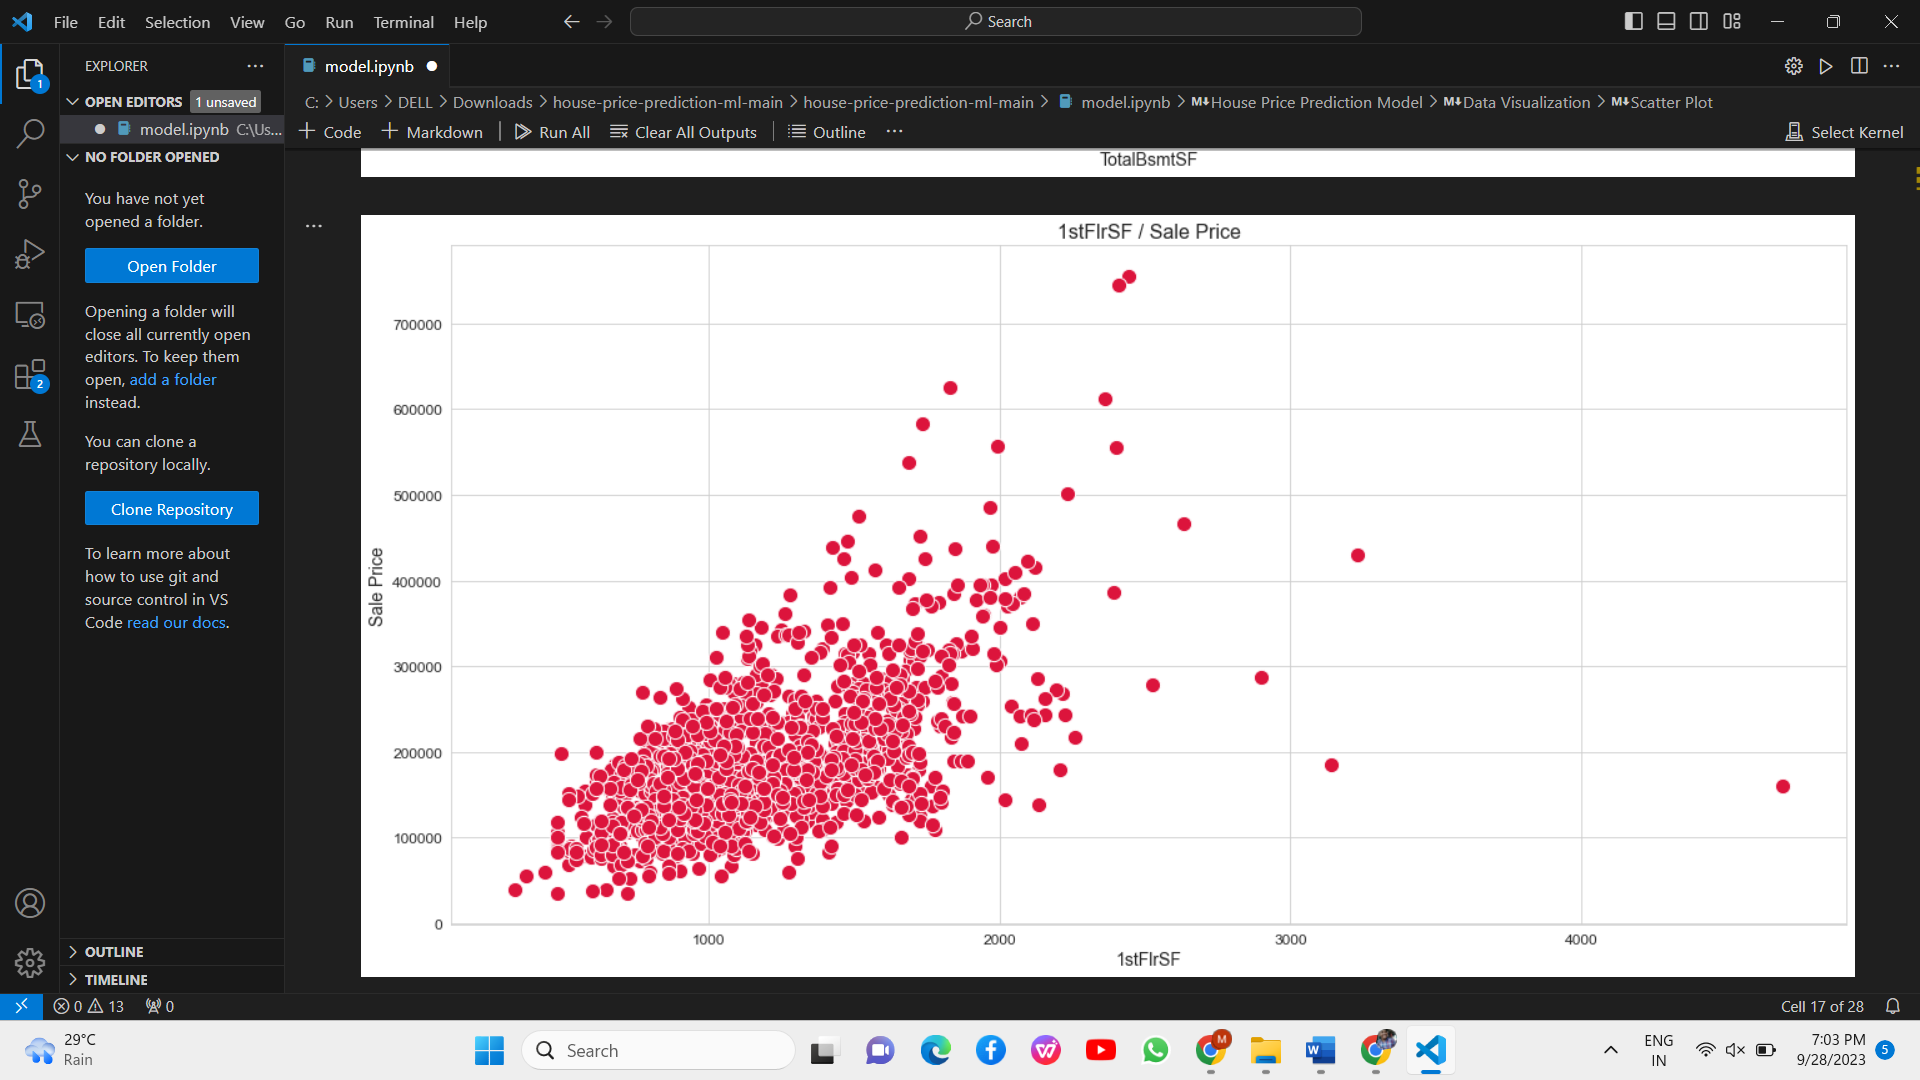 File Edit Selection View Go Run Terminal Help
Search
EXPLORER
1
OPEN EDITORS 1 unsaved
model.ipynb C:\Us...
NO FOLDER OPENED
You have not yet
opened a folder.
Open Folder
Opening a folder will
close all currently open
editors. To keep them
open, add a folder
instead.
You can clone a
repository locally.
Clone Repository
To learn more about
how to use git and
source control in VS
Code read our docs.
2
OUTLINE
TIMELINE
model.ipynb
C: > Users > DELL > Downloads > house-price-prediction-ml-main > house-price-prediction-ml-main > model.ipynb > M↓House Price Prediction Model > M↓Data Visualization > M↓Scatter Plot
+ Code + Markdown Run All Clear All Outputs Outline ... Select Kernel
TotalBsmtSF
1stFlrSF / Sale Price
700000
600000
500000
400000
300000
200000
100000
0
Sale Price
1000 2000 3000 4000
1stFlrSF
0 13 0
Cell 17 of 28
29°C
Rain
Search
M
W
ENG
IN
7:03 PM
9/28/2023
5